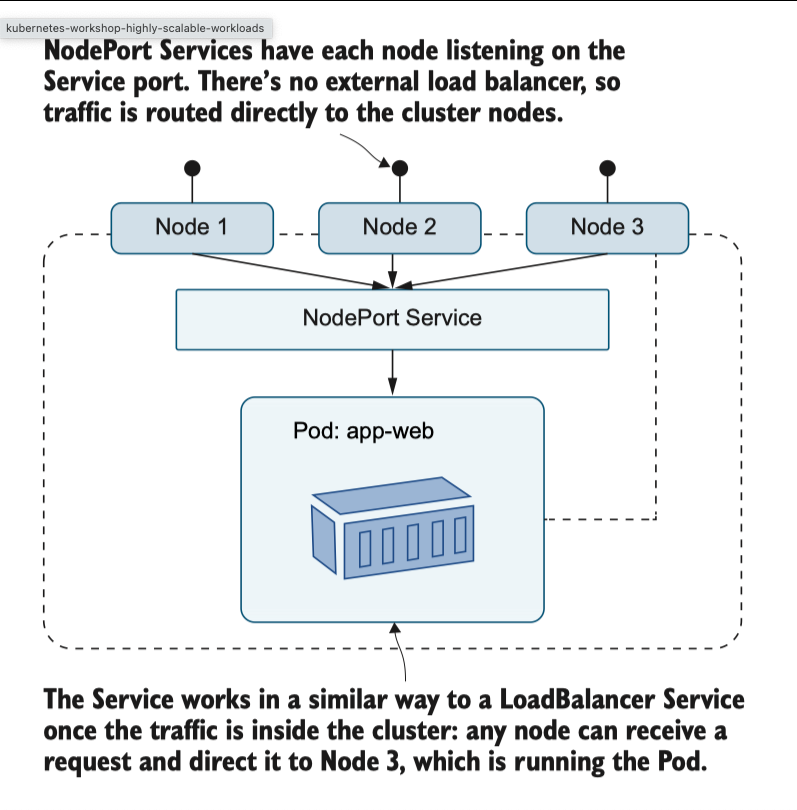 kubernetes-workshop-highly-scalable-workloads
NodePort Services have each node listening on the
Service port. There’s no external load balancer, so
traffic is routed directly to the cluster nodes.
Node 1
Node 2
Node 3
NodePort Service
Pod: app-web
The Service works in a similar way to a LoadBalancer Service
once the traffic is inside the cluster: any node can receive a
request and direct it to Node 3, which is running the Pod.